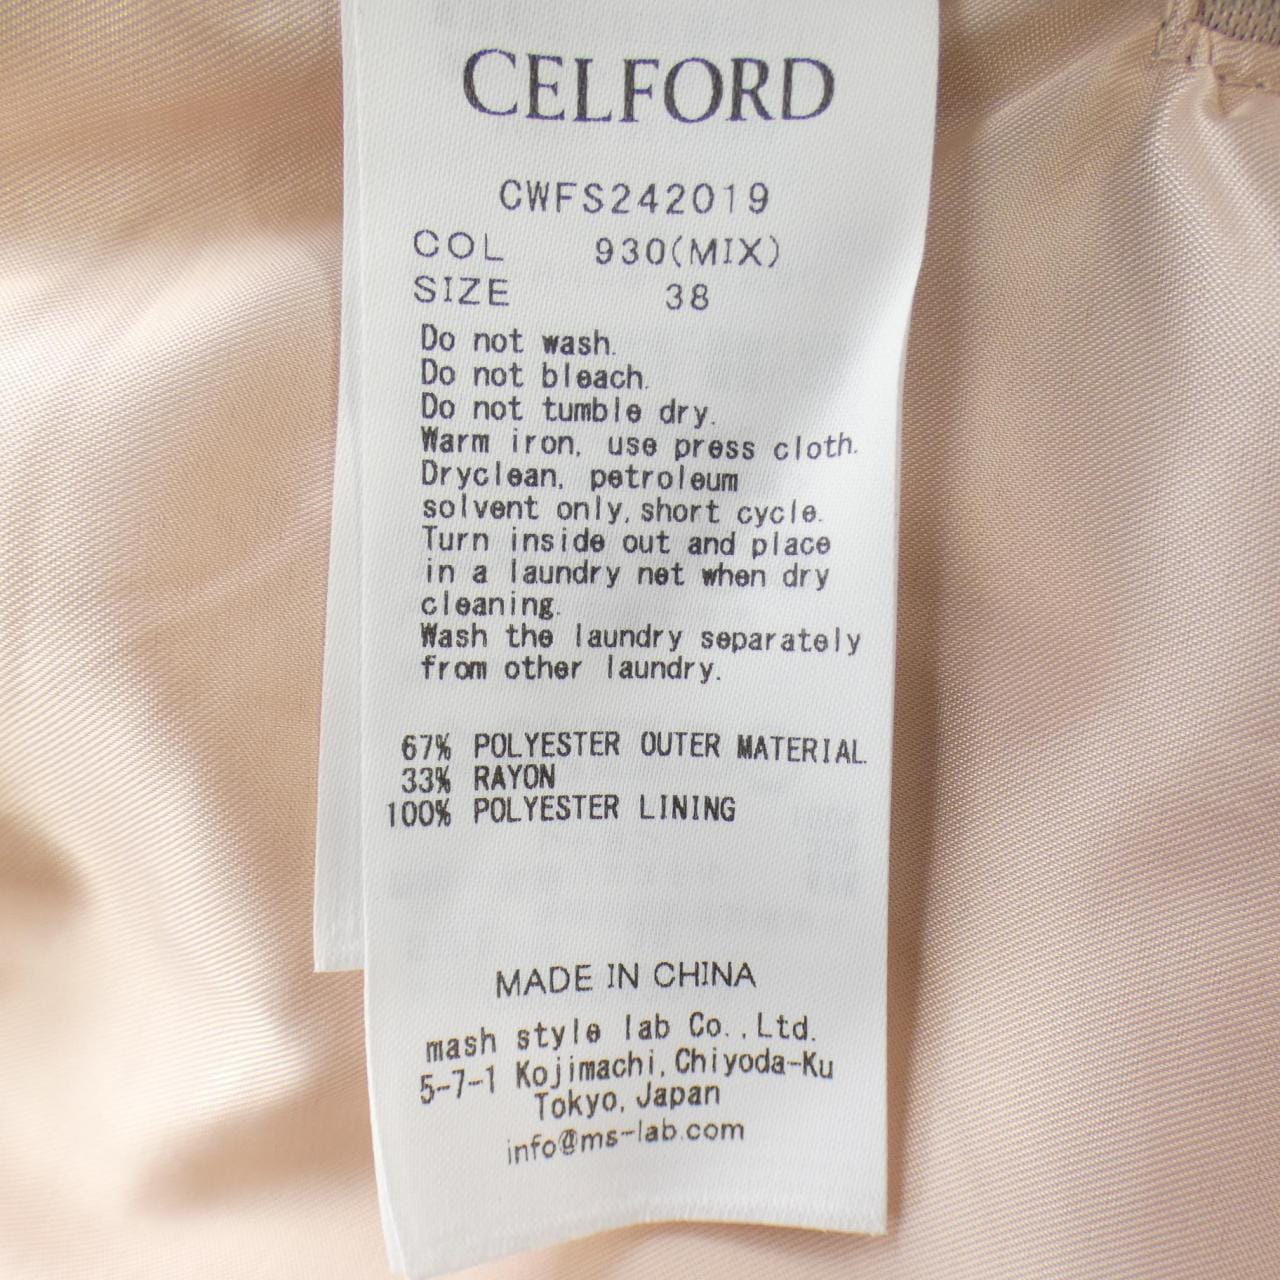 CELFORD
CWFS242019
COL 930(MIX)
SIZE 38
Do not wash.
Do not bleach.
Do not tumble dry.
Warm iron, use press cloth.
Dryclean, petroleum
solvent only, short cycle.
Turn inside out and place
in a laundry net when dry
cleaning.
Wash the laundry separately
from other laundry.
67% POLYESTER OUTER MATERIAL
33% RAYON
100% POLYESTER LINING
MADE IN CHINA
mash style lab Co.,Ltd.
5-7-1 Kojimachi, Chiyoda-Ku
Tokyo, Japan
info@ms-lab.com